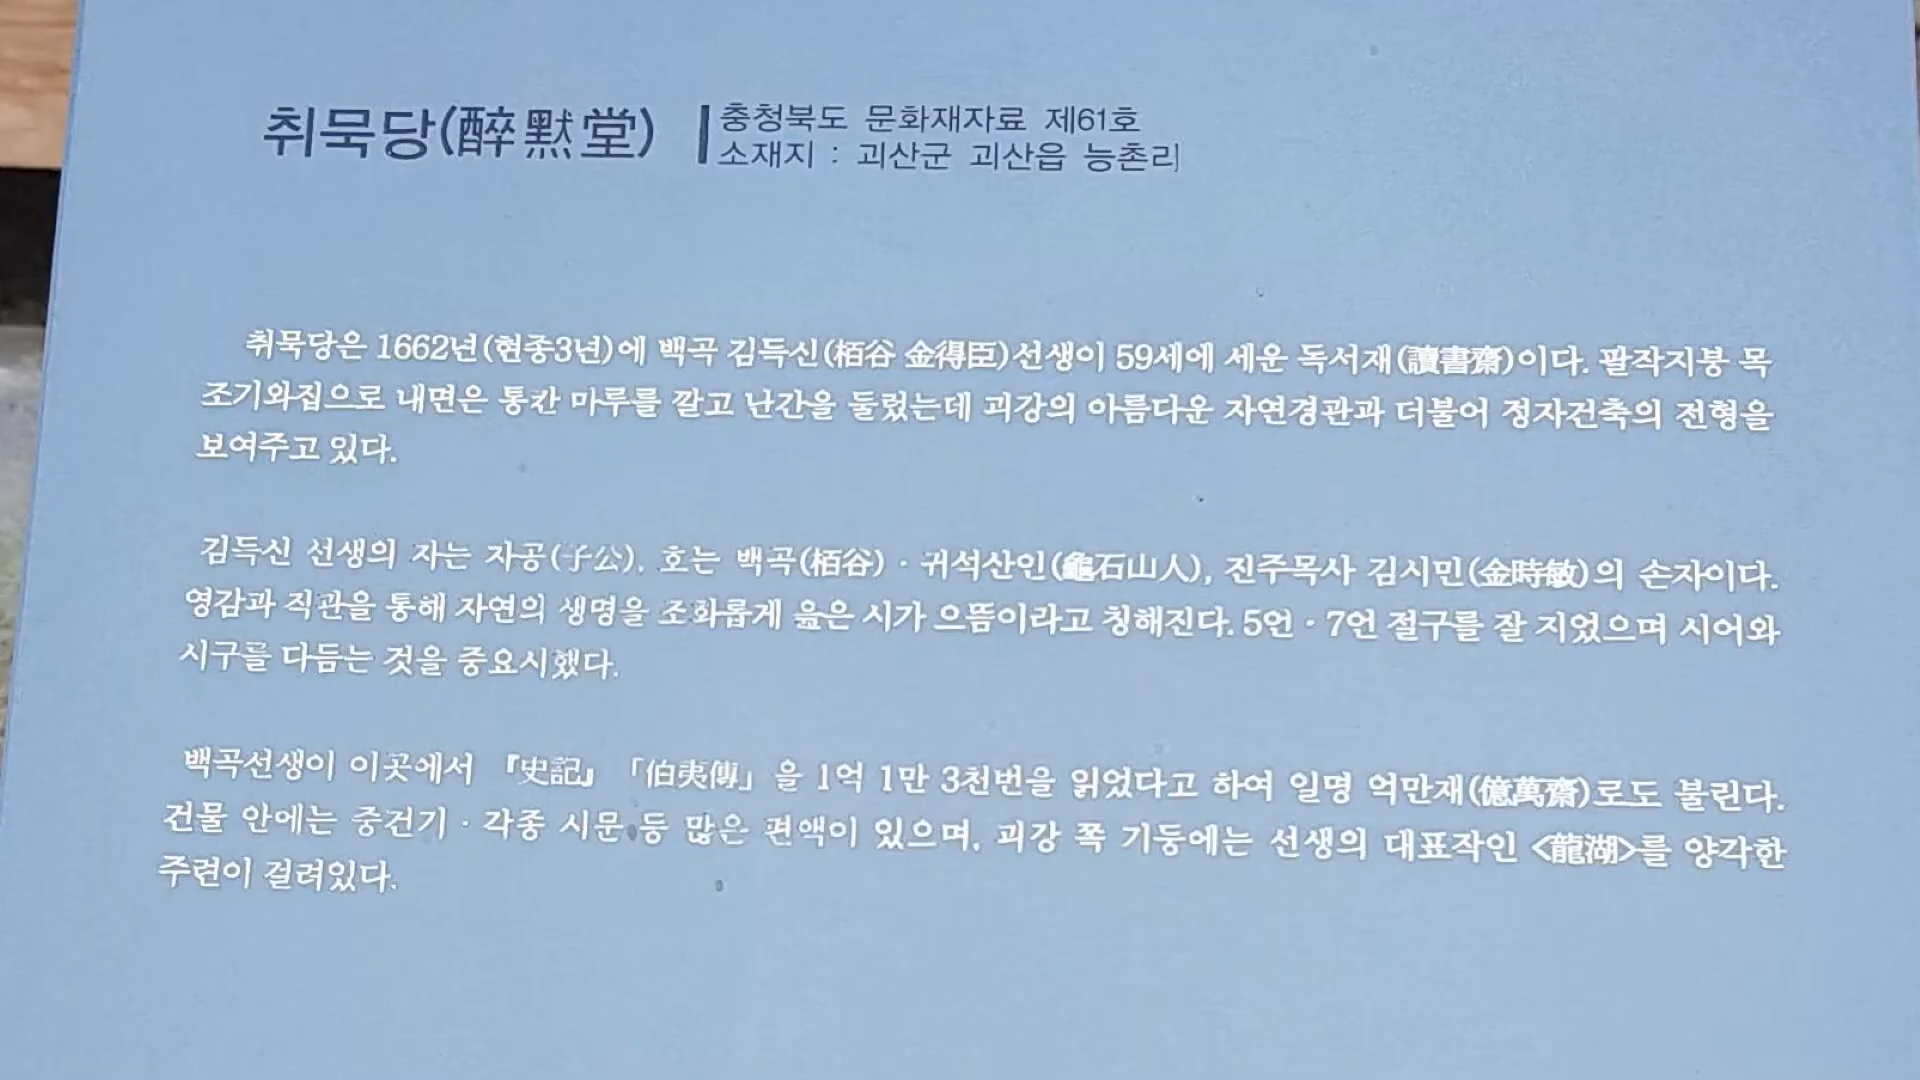 취묵당(醉默堂)
충청북도 문화재자료 제61호
소재지 : 괴산군 괴산읍 능촌리
취묵당은 1662년(현종3년)에 백곡 김득신(栢谷 金得臣)선생이 59세에 세운 독서재(讀書齋)이다. 팔작지붕 목
조기와집으로 내면은 통칸 마루를 깔고 난간을 둘렀는데 괴강의 아름다운 자연경관과 더불어 정자건축의 전형을
보여주고 있다.
김득신 선생의 자는 자공(子公), 호는 백곡(栢谷)·귀석산인(龜石山人), 진주목사 김시민(金時敏)의 손자이다.
영감과 직관을 통해 자연의 생명을 조화롭게 읊은 시가 으뜸이라고 칭해진다. 5언·7언 절구를 잘 지었으며 시어와
시구를 다듬는 것을 중요시했다.
백곡선생이 이곳에서 『史記』「伯夷傳」을 1억 1만 3천번을 읽었다고 하여 일명 억만재(億萬齋)로도 불린다.
건물 안에는 중건기·각종 시문 등 많은 편액이 있으며, 괴강 쪽 기둥에는 선생의 대표작인 <龍湖>를 양각한
주련이 걸려있다.